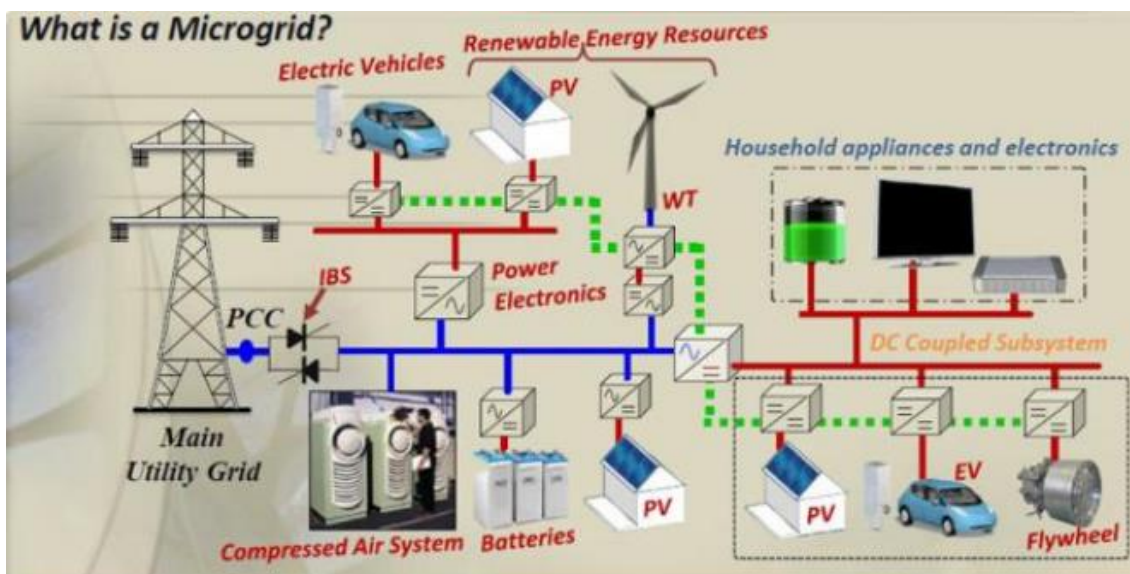 What is a Microgrid?
Renewable Energy Resources
Electric Vehicles
PV
Household appliances and electronics
WT
IBS
Power
Electronics
PCC
DC Coupled Subsystem
Main
Utility Grid
PV
PV
EV
Compressed Air System
Batteries
Flywheel